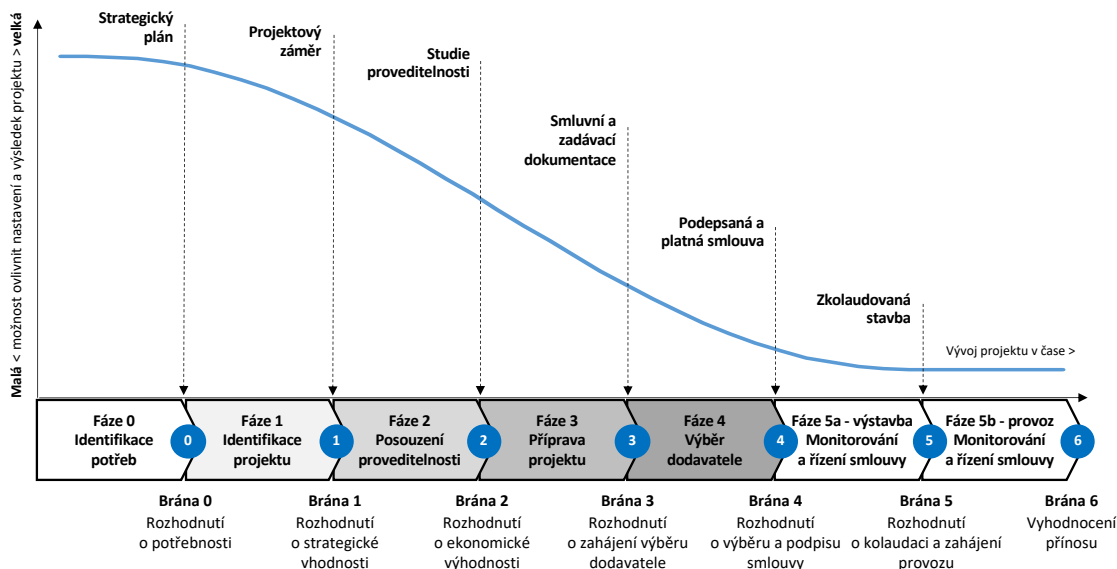 Malá < možnost ovlivnit nastavení a výsledek projektu > velká
Strategický
plán
Projektový
záměr
Studie
proveditelnosti
Smluvní a
zadávací
dokumentace
Podepsaná a
platná smlouva
Zkolaudovaná
stavba
Vývoj projektu v čase >
Fáze 0
Identifikace
potřeb
0
Fáze 1
Identifikace
projektu
1
Fáze 2
Posouzení
proveditelnosti
2
Fáze 3
Příprava
projektu
3
Fáze 4
Výběr
dodavatele
4
Fáze 5a - výstavba
Monitorování
a řízení smlouvy
5
Fáze 5b - provoz
Monitorování
a řízení smlouvy
6
Brána 0
Rozhodnutí
o potřebnosti
Brána 1
Rozhodnutí
o strategické
vhodnosti
Brána 2
Rozhodnutí
o ekonomické
výhodnosti
Brána 3
Rozhodnutí
o zahájení výběru
dodavatele
Brána 4
Rozhodnutí
o výběru a podpisu
smlouvy
Brána 5
Rozhodnutí
o kolaudaci a zahájení
provozu
Brána 6
Vyhodnocení
přínosu